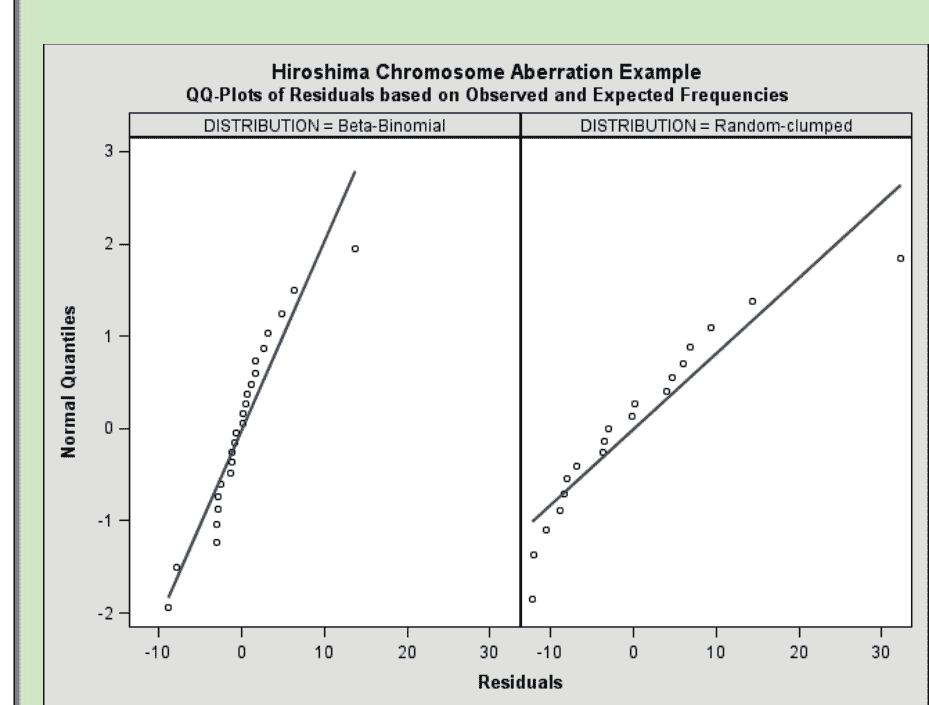 Hiroshima Chromosome Aberration Example
QQ-Plots of Residuals based on Observed and Expected Frequencies
DISTRIBUTION = Beta-Binomial
DISTRIBUTION = Random-clumped
Normal Quantiles
3
2
1
0
-1
-2
-10 0 10 20 30
-10 0 10 20 30
Residuals